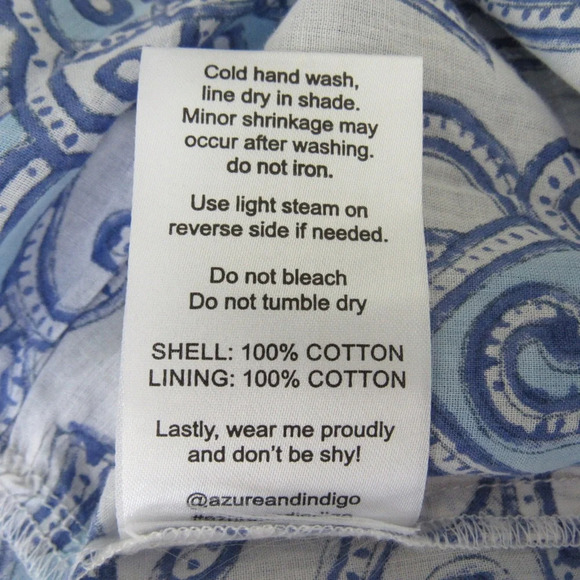 Cold hand wash,
line dry in shade.
Minor shrinkage may
occur after washing.
do not iron.
Use light steam on
reverse side if needed.
Do not bleach
Do not tumble dry
SHELL: 100% COTTON
LINING: 100% COTTON
Lastly, wear me proudly
and don't be shy!
@azureandindigo